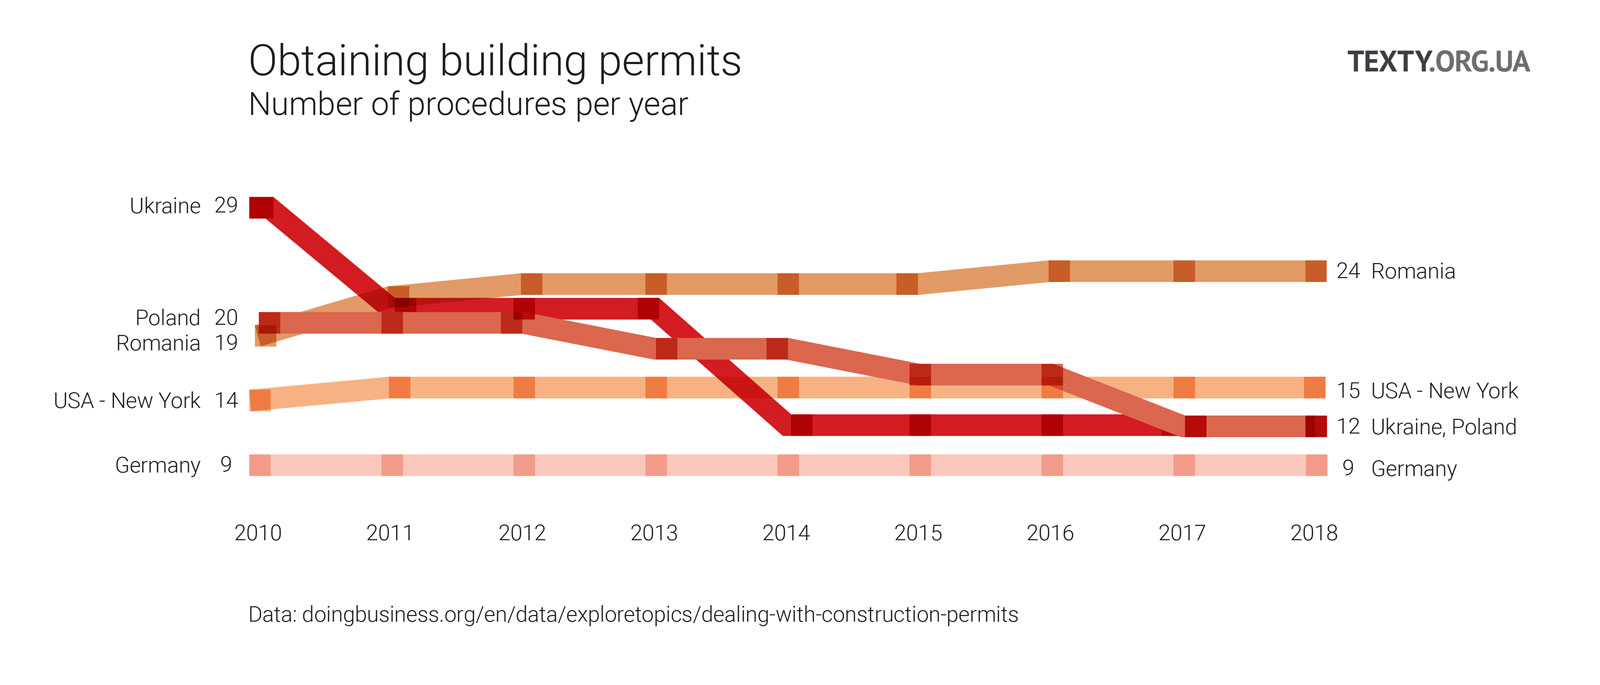 Obtaining building permits
Number of procedures per year
TEXTY.ORG.UA
Ukraine 29
Poland 20
Romania 19
USA - New York 14
Germany 9
24 Romania
15 USA - New York
12 Ukraine, Poland
9 Germany
2010 2011 2012 2013 2014 2015 2016 2017 2018
Data: doingbusiness.org/en/data/exploretopics/dealing-with-construction-permits